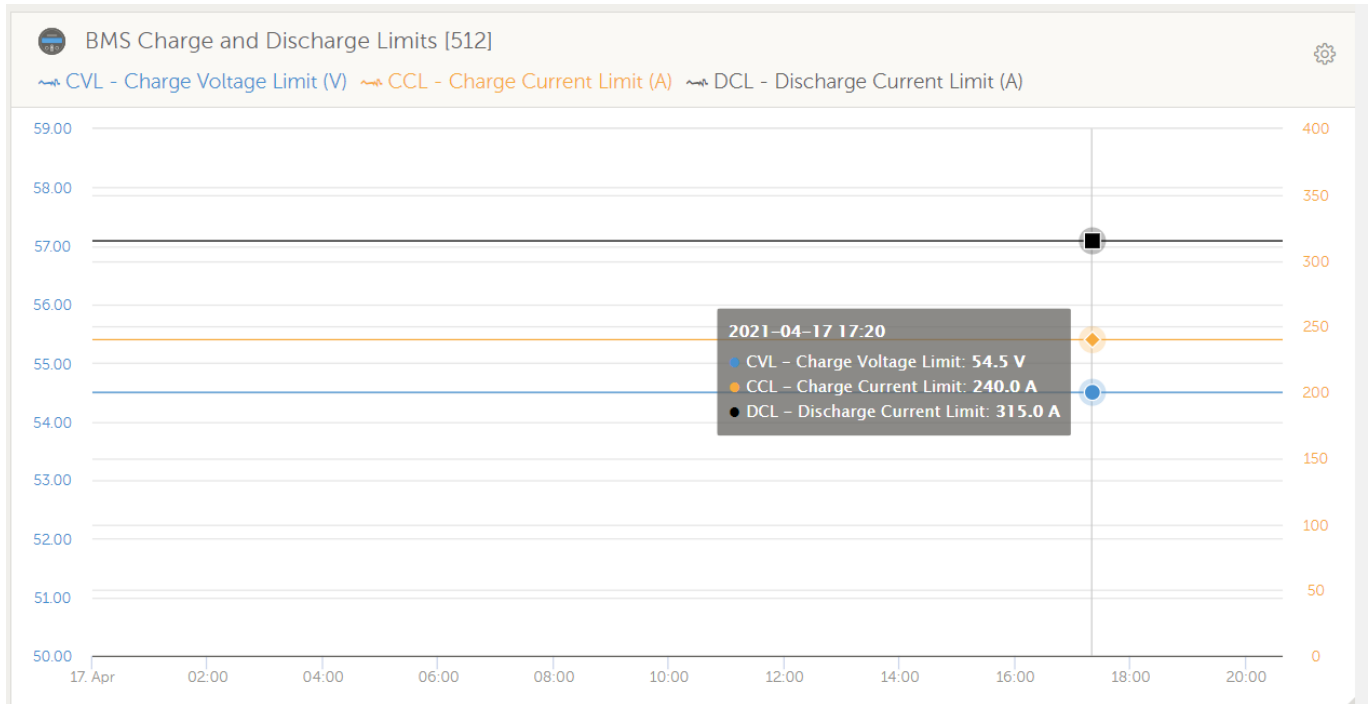 BMS Charge and Discharge Limits [512]
CVL - Charge Voltage Limit (V) CCL - Charge Current Limit (A) DCL - Discharge Current Limit (A)
59.00 400
58.00 350
57.00 300
56.00 250
2021-04-17 17:20
CVL - Charge Voltage Limit: 54.5 V
CCL - Charge Current Limit: 240.0 A
DCL - Discharge Current Limit: 315.0 A
55.00 200
54.00 150
53.00 100
52.00 50
51.00
50.00 0
17. Apr 02:00 04:00 06:00 08:00 10:00 12:00 14:00 16:00 18:00 20:00